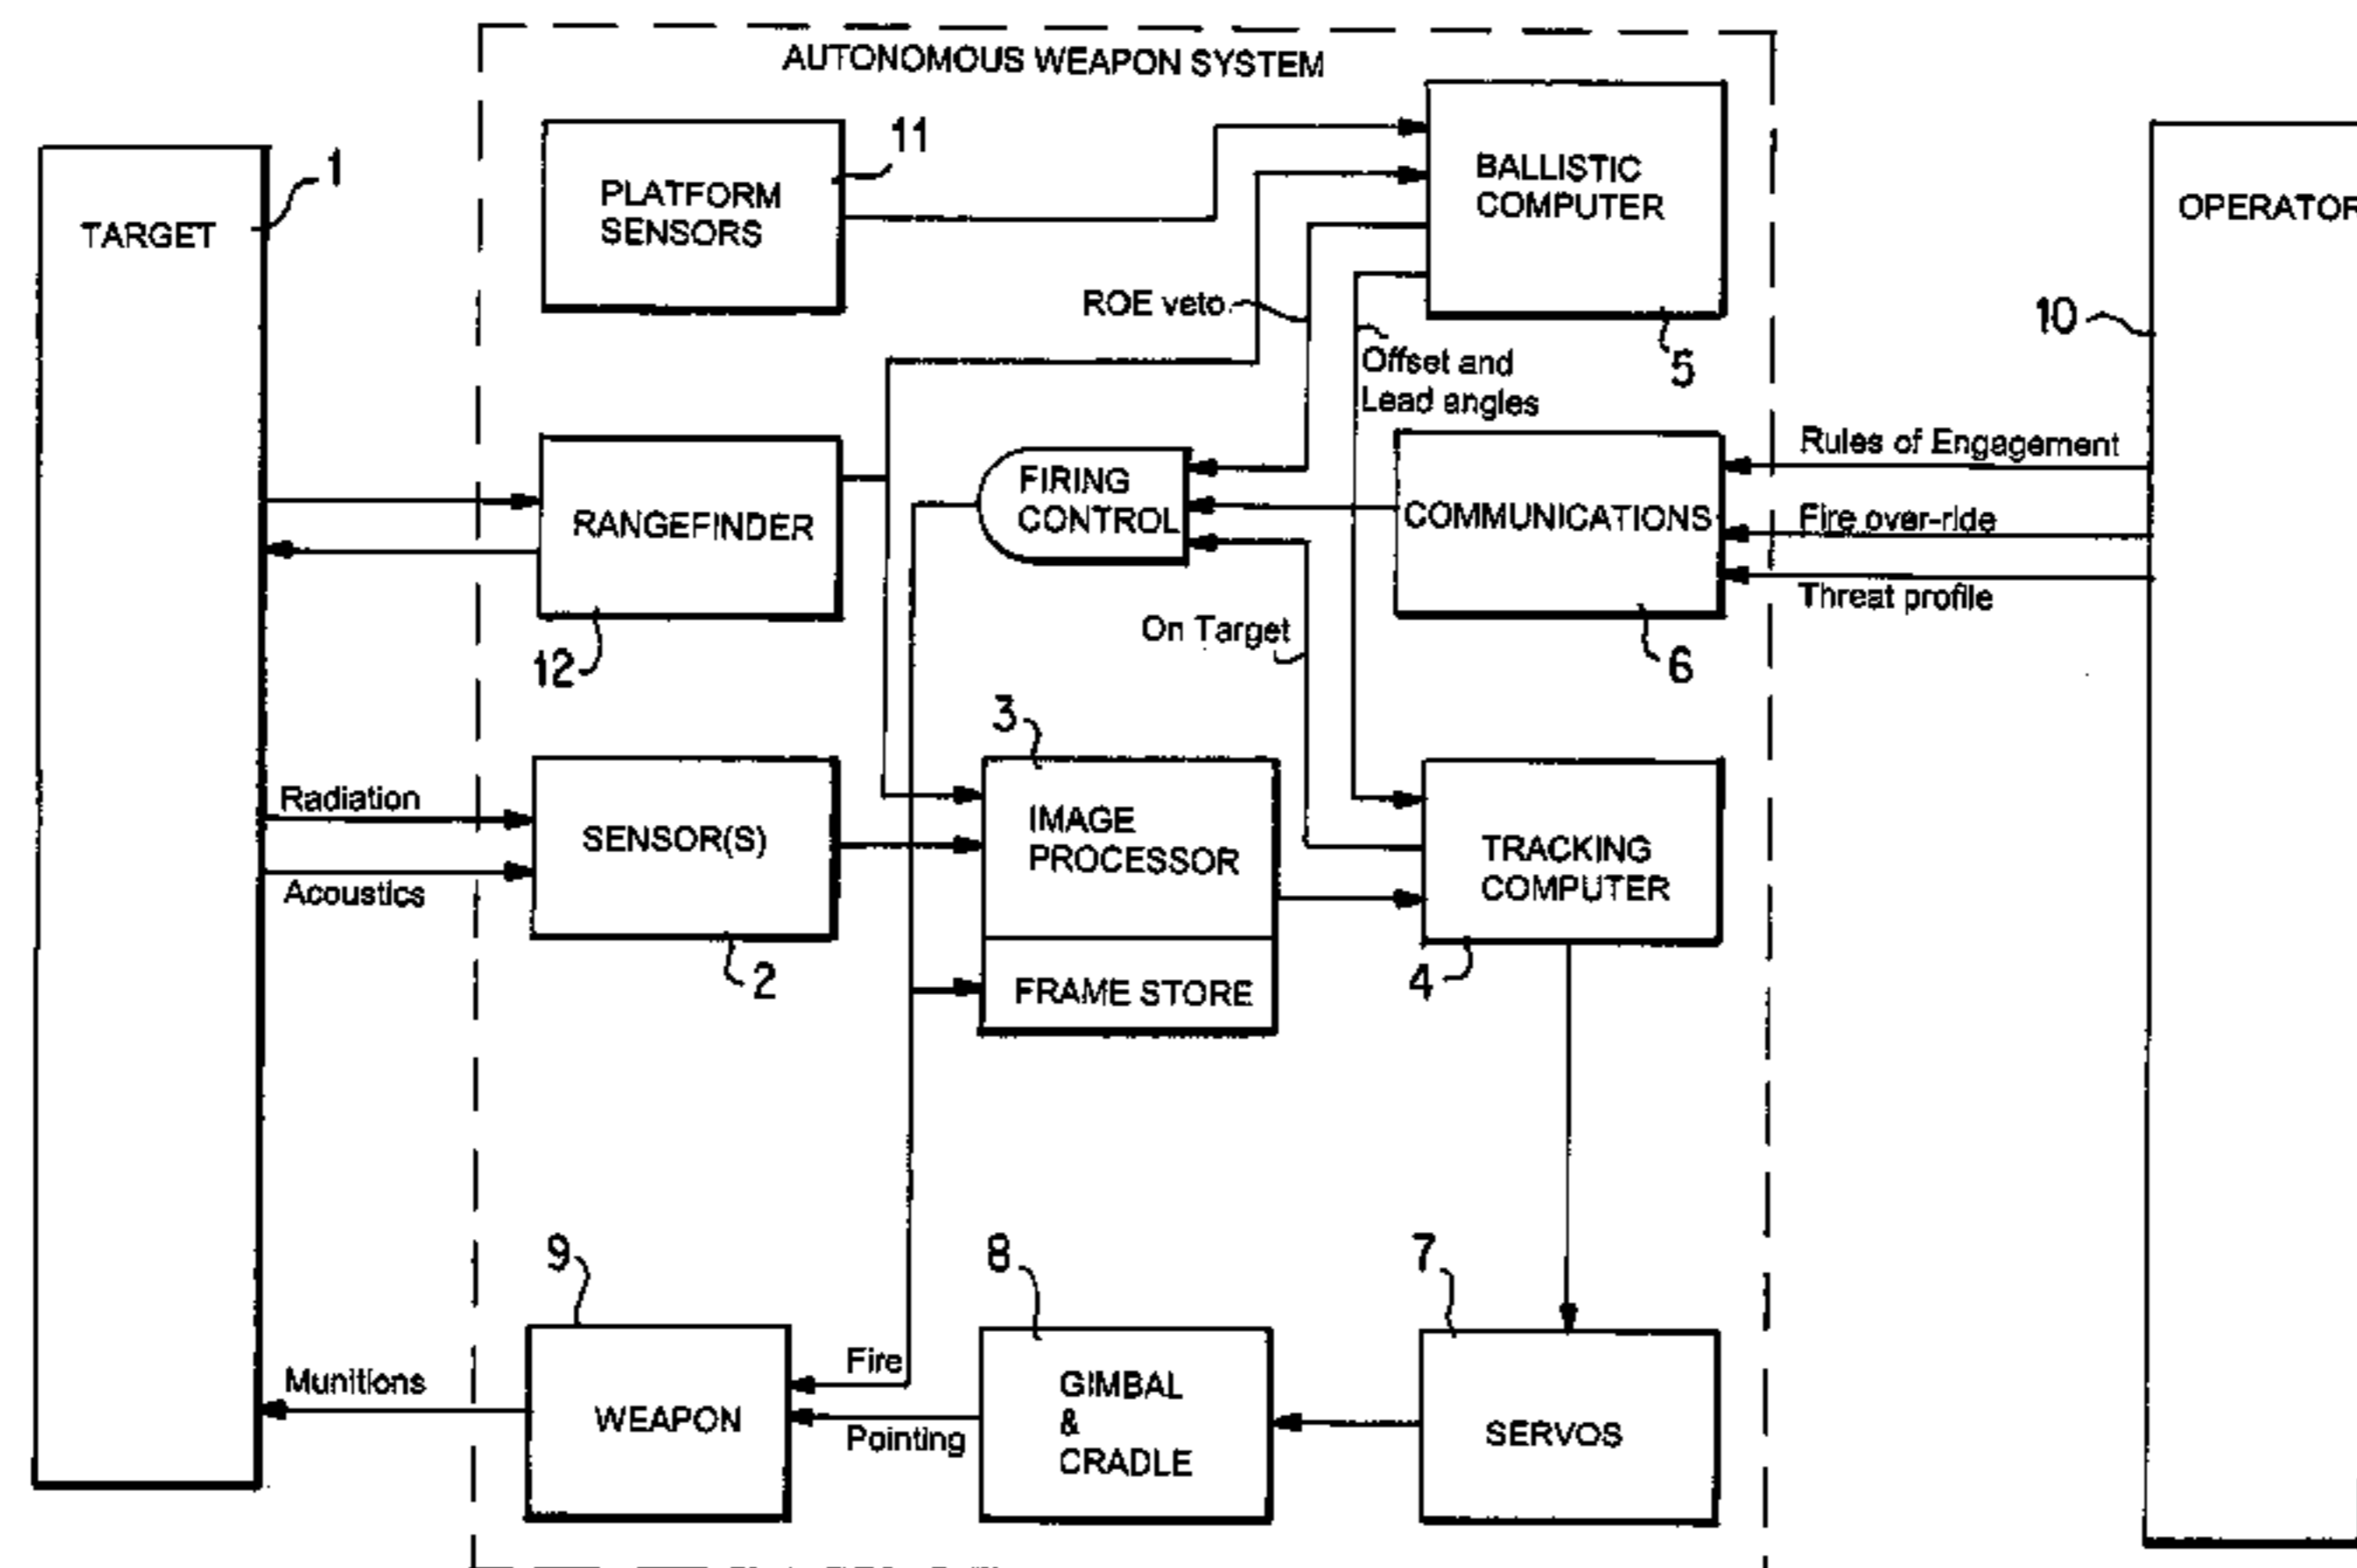 AUTONOMOUS WEAPON SYSTEM
TARGET
1
PLATFORM
SENSORS
11
BALLISTIC
COMPUTER
5
OPERATOR
10
ROE veto
Offset and
Lead angles
RANGEFINDER
12
FIRING
CONTROL
COMMUNICATIONS
6
Rules of Engagement
Fire over-ride
Threat profile
On Target
Radiation
Acoustics
SENSOR(S)
2
3
IMAGE
PROCESSOR
FRAME STORE
TRACKING
COMPUTER
4
Munitions
9
WEAPON
Fire
Pointing
8
GIMBAL
&
CRADLE
7
SERVOS